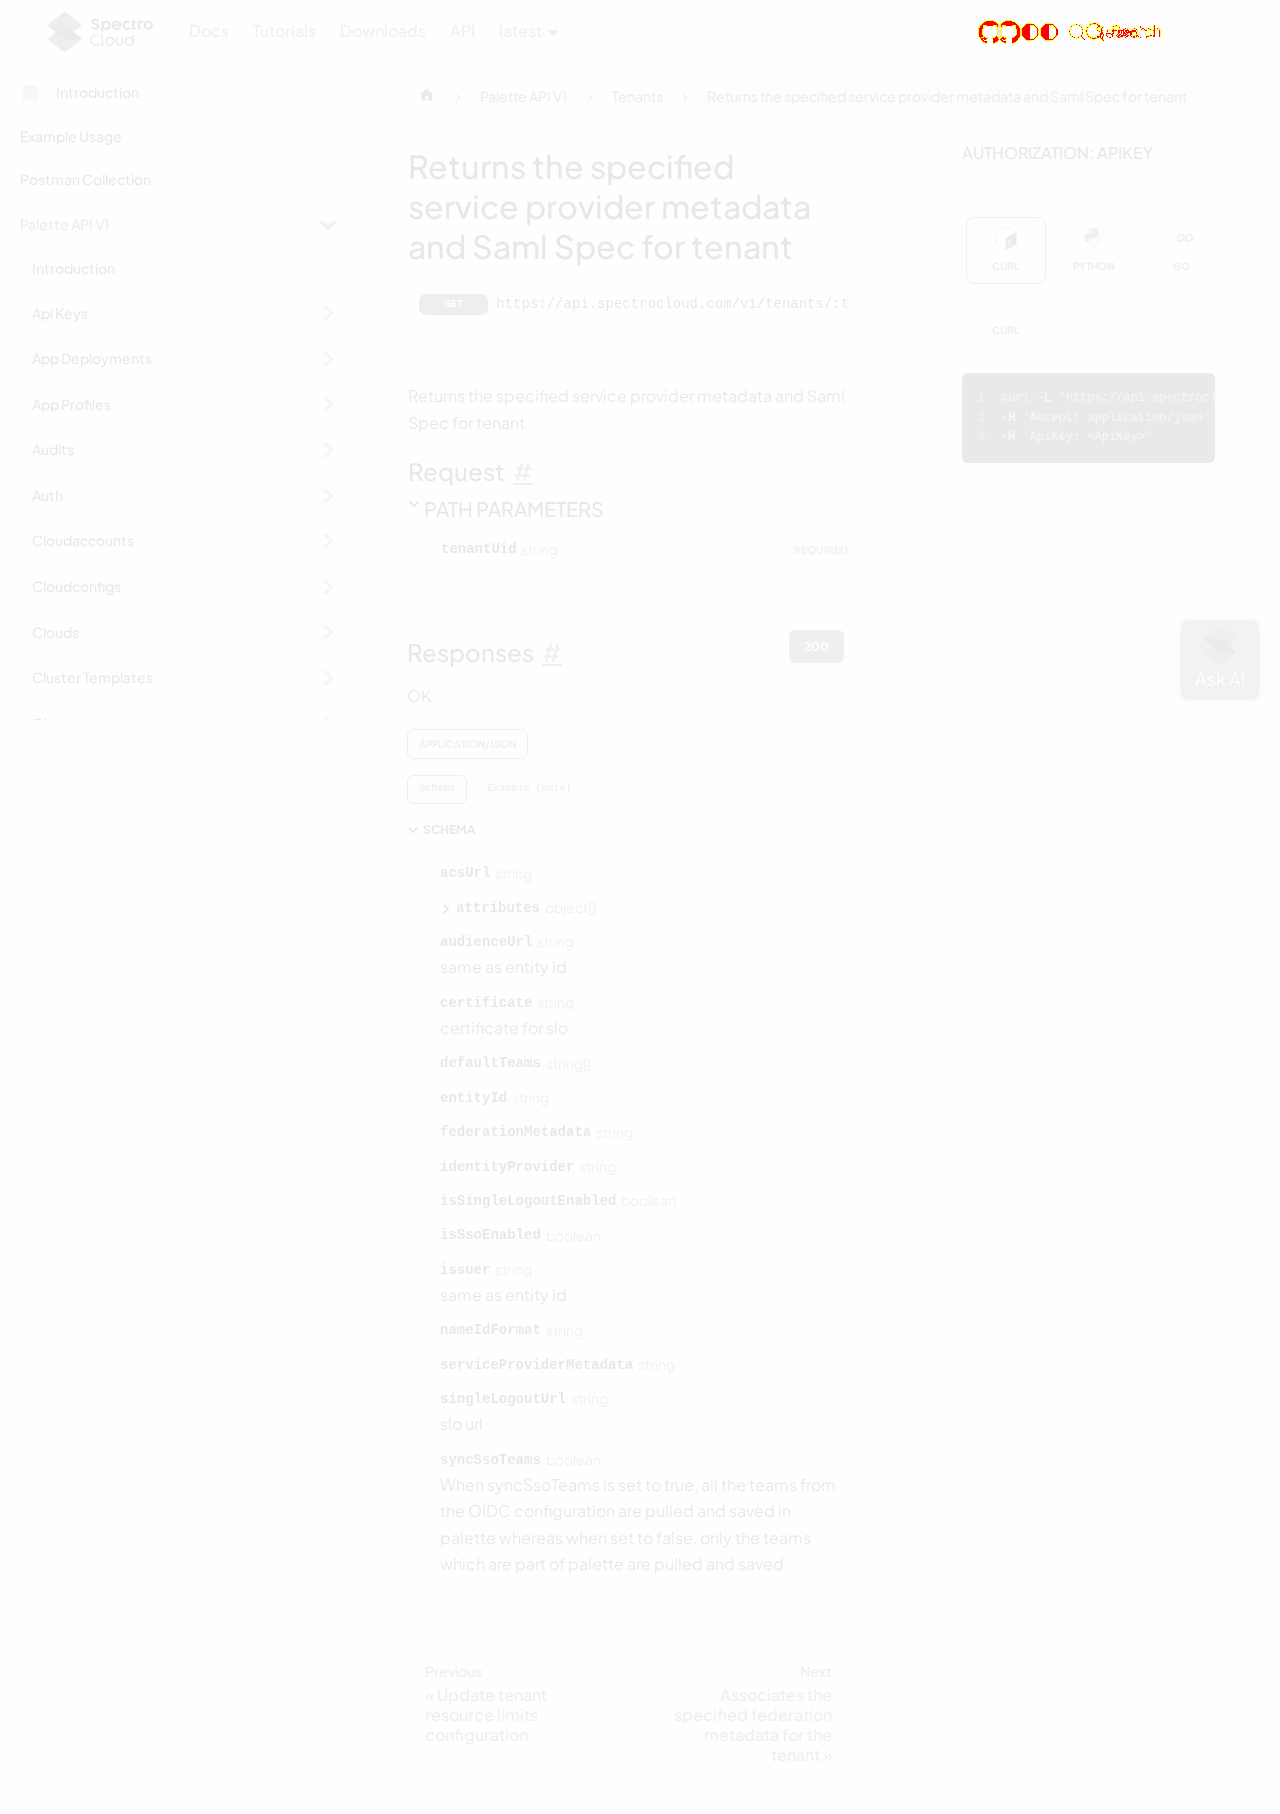 Spectro
Cloud
Docs
Tutorials
Downloads
API
latest
Introduction
Example Usage
Postman Collection
Palette API V1
Introduction
Api Keys
App Deployments
App Profiles
Audits
Auth
Cloudaccounts
Cloudconfigs
Clouds
Cluster Templates
Palette API V1
Tenants
Returns the specified service provider metadata and Saml Spec for tenant
Returns the specified
service provider metadata
and Saml Spec for tenant
GET https://api.spectrocloud.com/v1/tenants/:t
Returns the specified service provider metadata and Saml
Spec for tenant
Request #
PATH PARAMETERS
tenantUid string REQUIRED
Responses #
200
OK
APPLICATION/JSON
Schema
Example (auto)
SCHEMA
acsUrl string
attributes object[]
audienceUrl string
same as entity id
certificate string
certificate for slo
defaultTeams string[]
entityId string
federationMetadata string
identityProvider string
isSingleLogoutEnabled boolean
isSsoEnabled boolean
issuer string
same as entity id
nameIdFormat string
serviceProviderMetadata string
singleLogoutUrl string
slo url
syncSsoTeams boolean
When syncSsoTeams is set to true, all the teams from
the OIDC configuration are pulled and saved in
palette whereas when set to false, only the teams
which are part of palette are pulled and saved
Previous
« Update tenant
resource limits
configuration
Next
Associates the
specified federation
metadata for the
tenant »
AUTHORIZATION: APIKEY
CURL
PYTHON
GO
GO
CURL
1 curl -L 'https://api.spectrocl
2 -H 'Accept: application/json'
3 -H 'ApiKey: <ApiKey>'
Ask AI